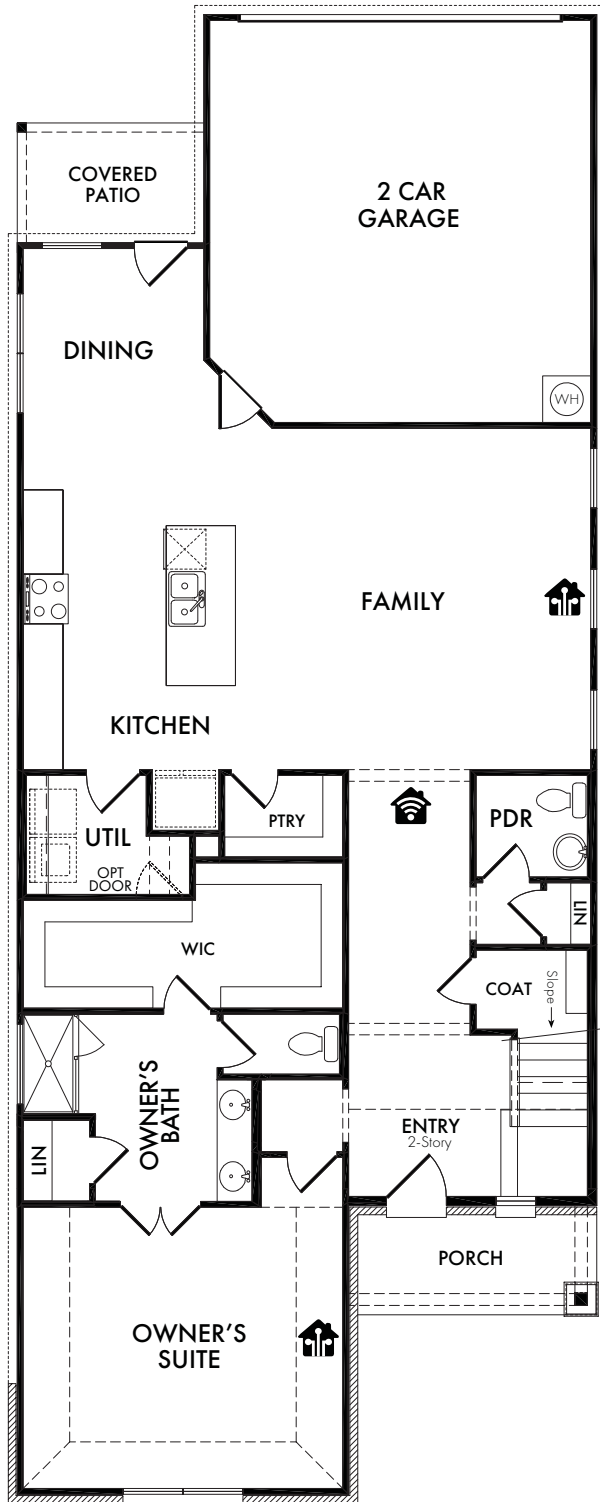 COVERED
PATIO
2 CAR
GARAGE
DINING
WH
FAMILY
KITCHEN
UTIL
OPT
DOOR
PTRY
PDR
LIN
WIC
COAT
Slope
OWNER'S
BATH
LIN
ENTRY
2-Story
PORCH
OWNER'S
SUITE